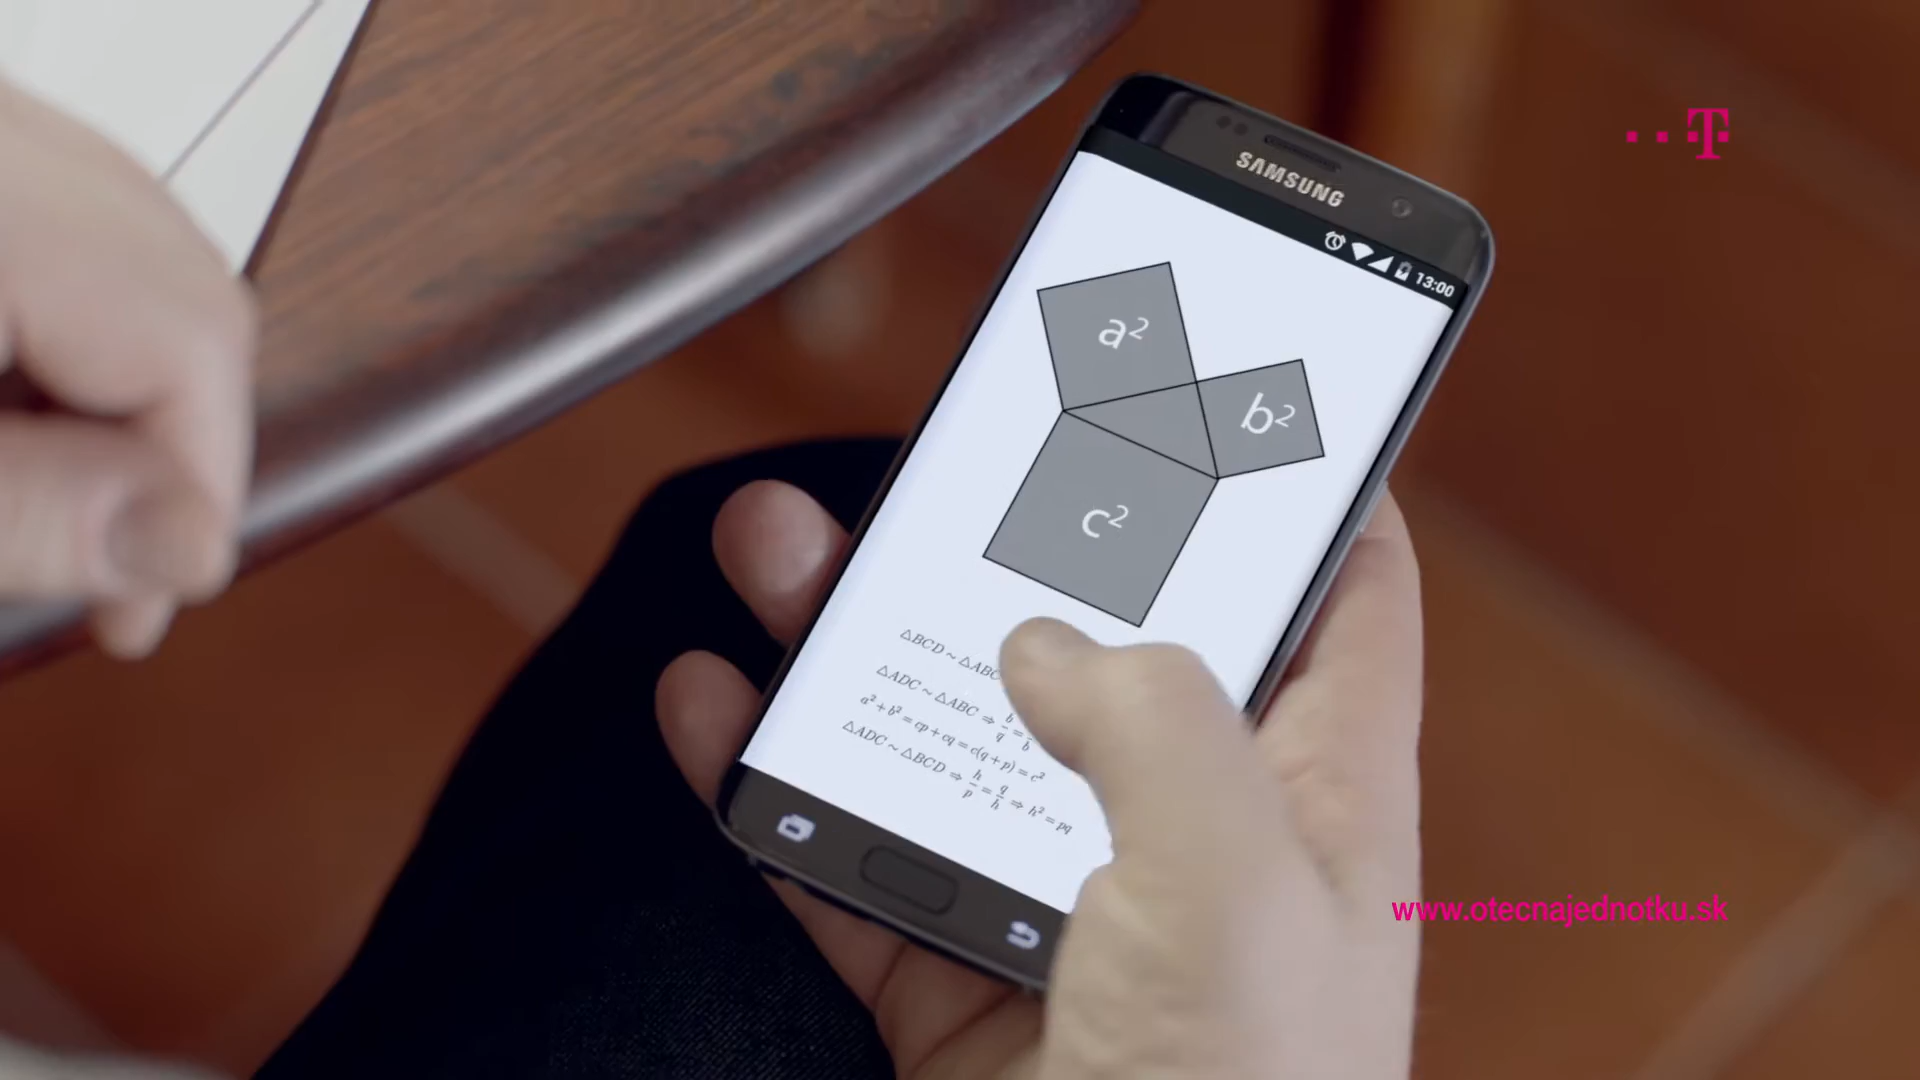 T
SAMSUNG
13:00
a²
b²
c²
△BCD ~ △ABC
△ADC ~ △ABC ⇒ b/q = /b
a² + b² = cp + cq = c(q + p) = c²
△ADC ~ △BCD ⇒ h/p = q/h ⇒ h² = pq
www.otecnajednotku.sk